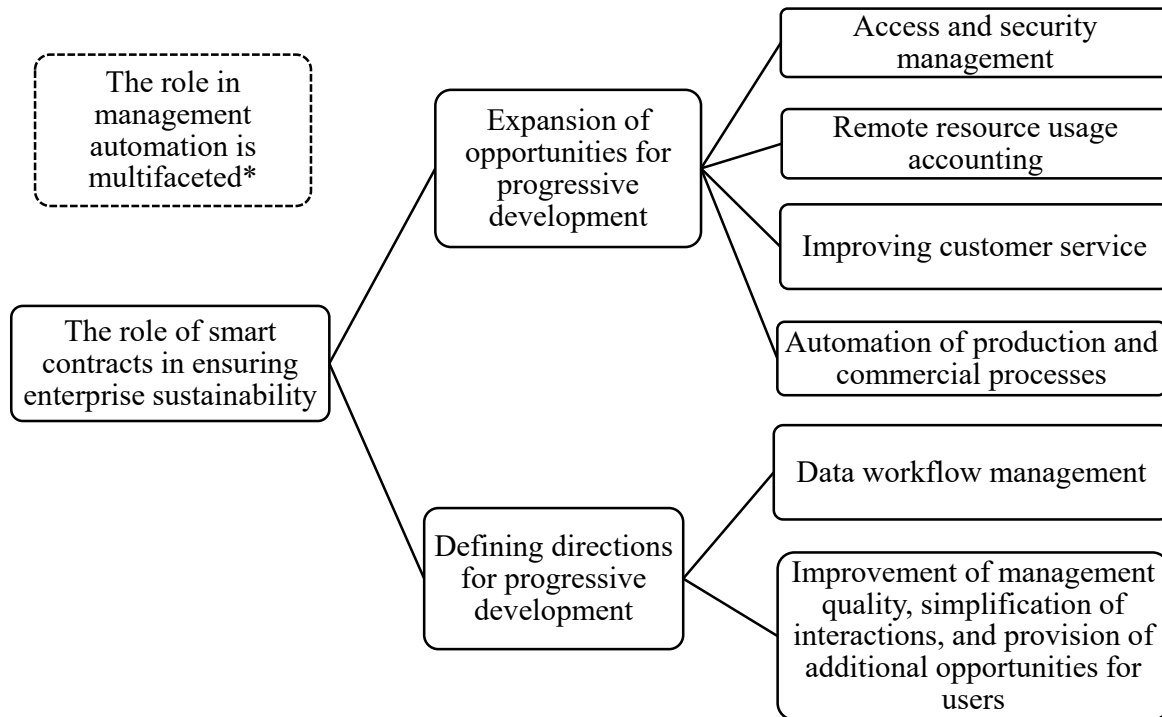 The role in
management
automation is
multifaceted*
The role of smart
contracts in ensuring
enterprise sustainability
Expansion of
opportunities for
progressive
development
Defining directions
for progressive
development
Access and security
management
Remote resource usage
accounting
Improving customer service
Automation of production and
commercial processes
Data workflow management
Improvement of management
quality, simplification of
interactions, and provision of
additional opportunities for
users